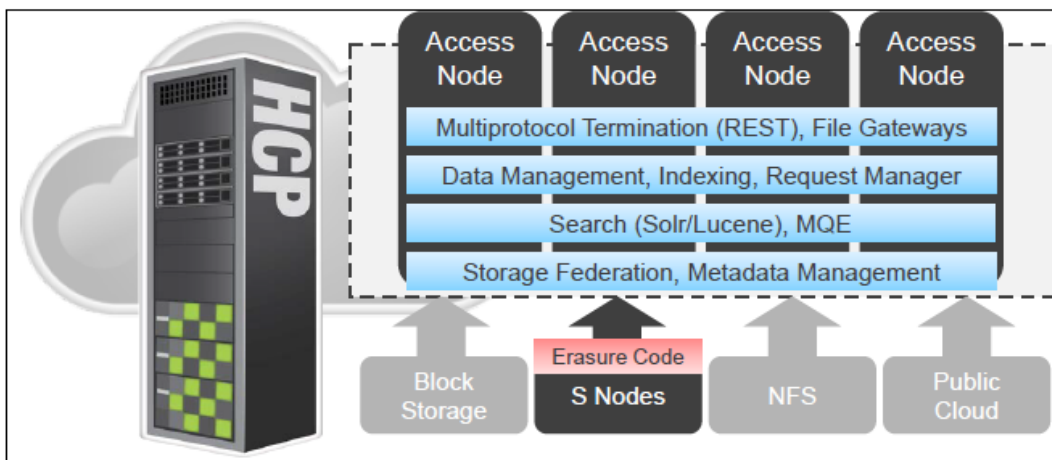 HCP
Access
Node
Access
Node
Access
Node
Access
Node
Multiprotocol Termination (REST), File Gateways
Data Management, Indexing, Request Manager
Search (Solr/Lucene), MQE
Storage Federation, Metadata Management
Block
Storage
Erasure Code
S Nodes
NFS
Public
Cloud